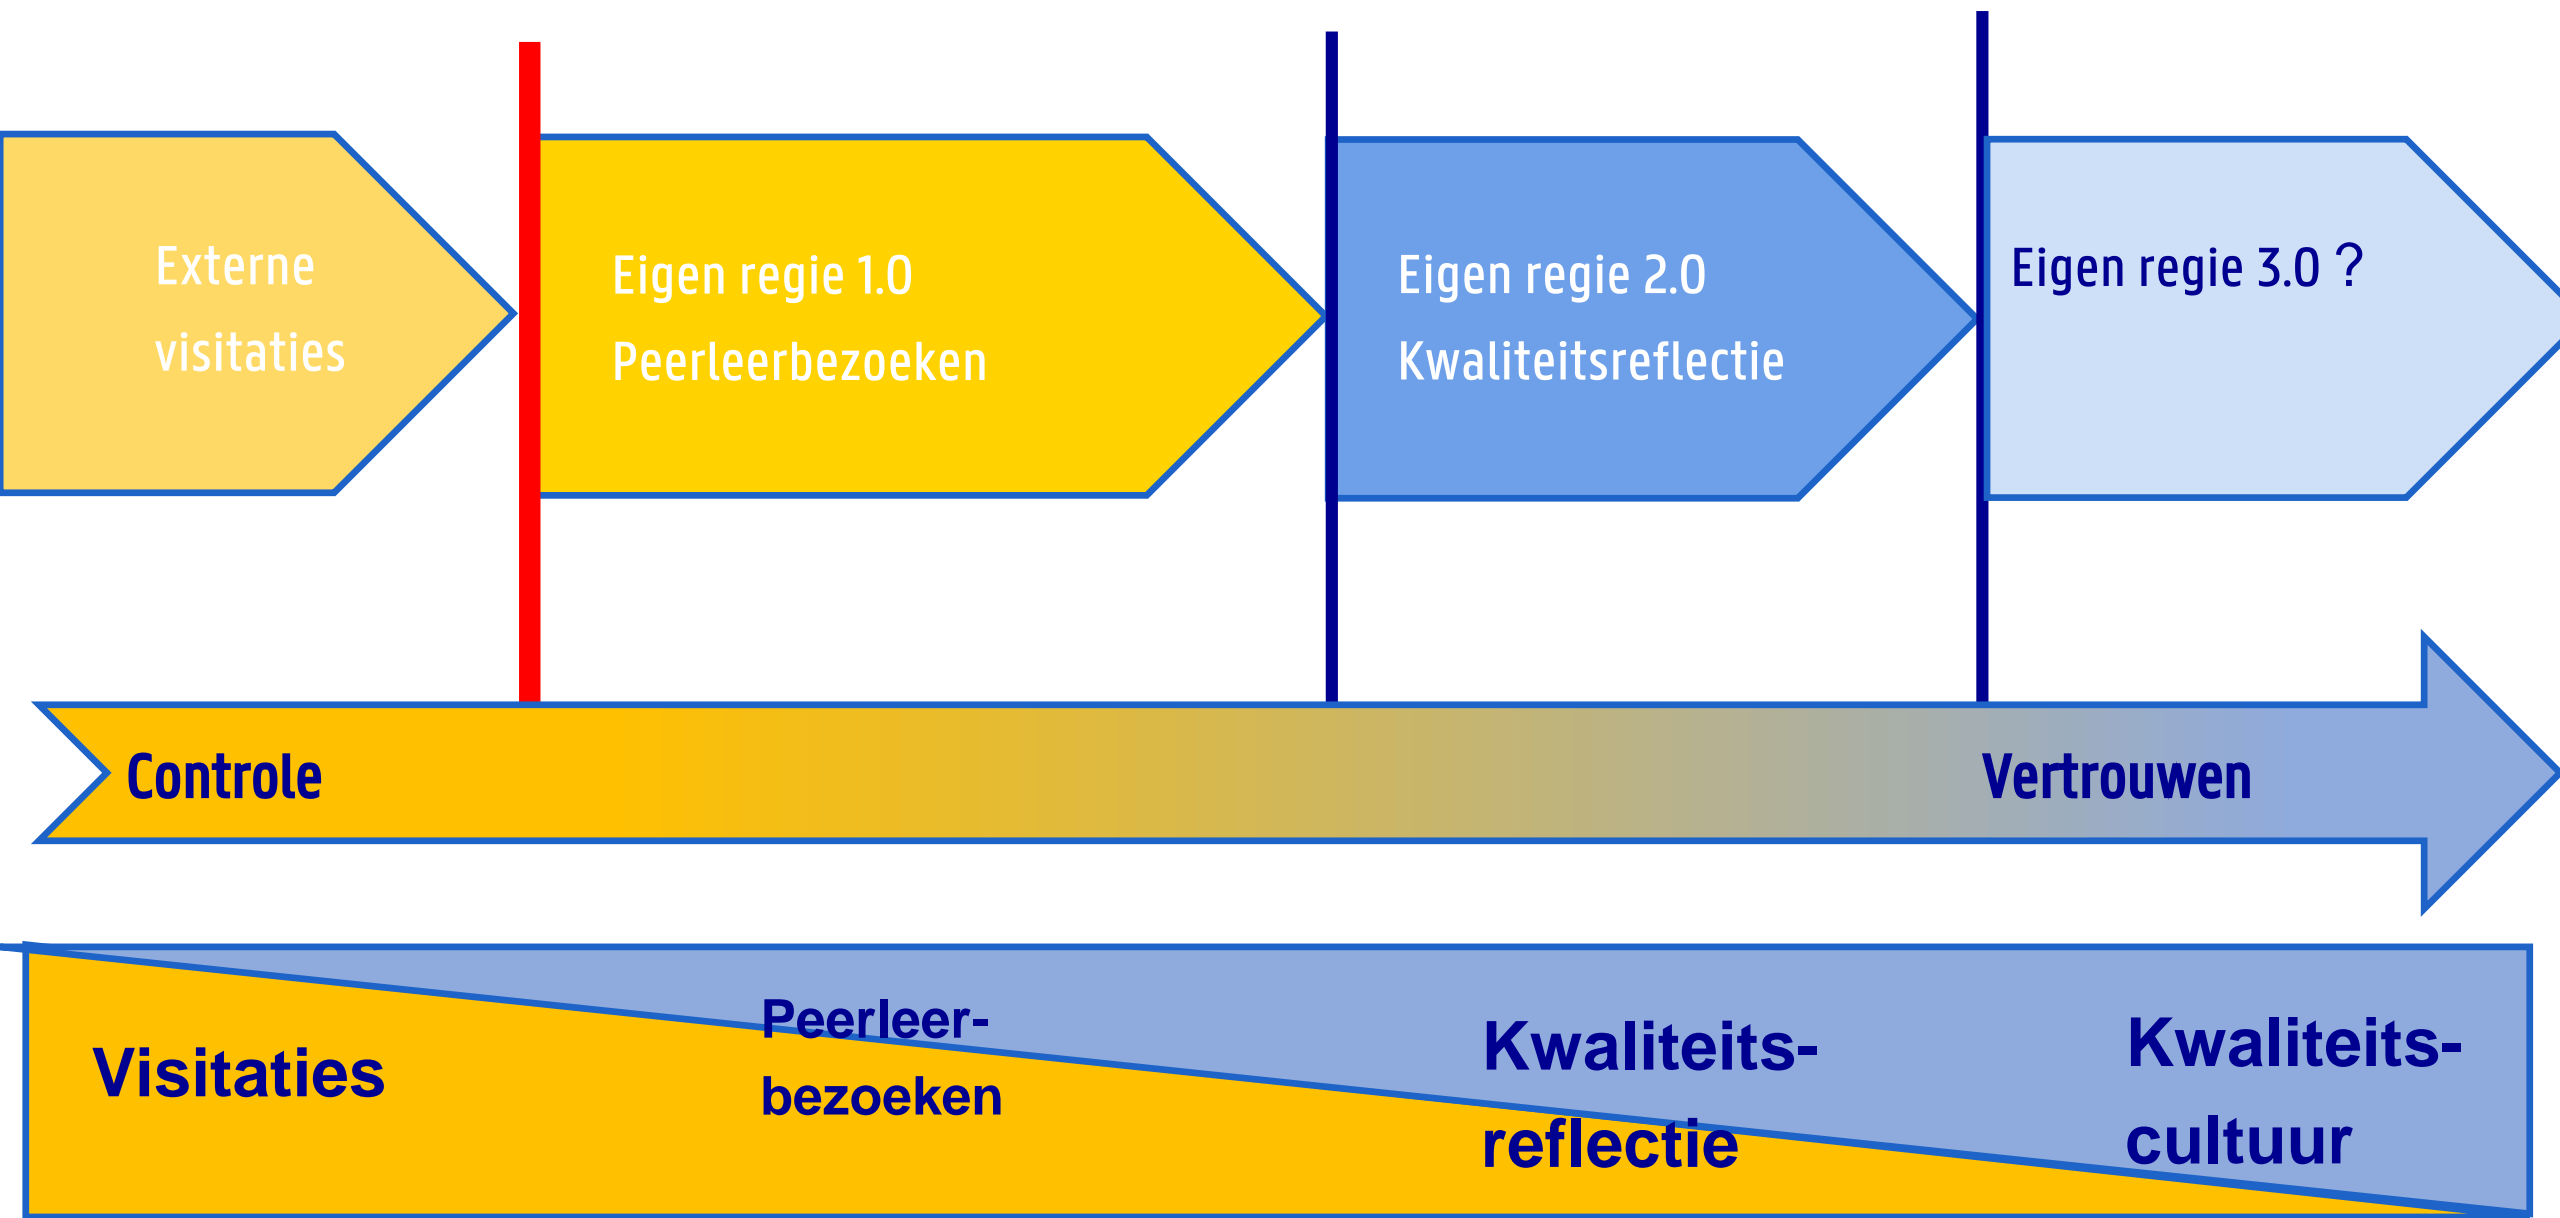 Externe
visitaties
Eigen regie 1.0
Peerleerbezoeken
Eigen regie 2.0
Kwaliteitsreflectie
Eigen regie 3.0 ?
Controle
Vertrouwen
Visitaties
Peerleer-
bezoeken
Kwaliteits-
reflectie
Kwaliteits-
cultuur